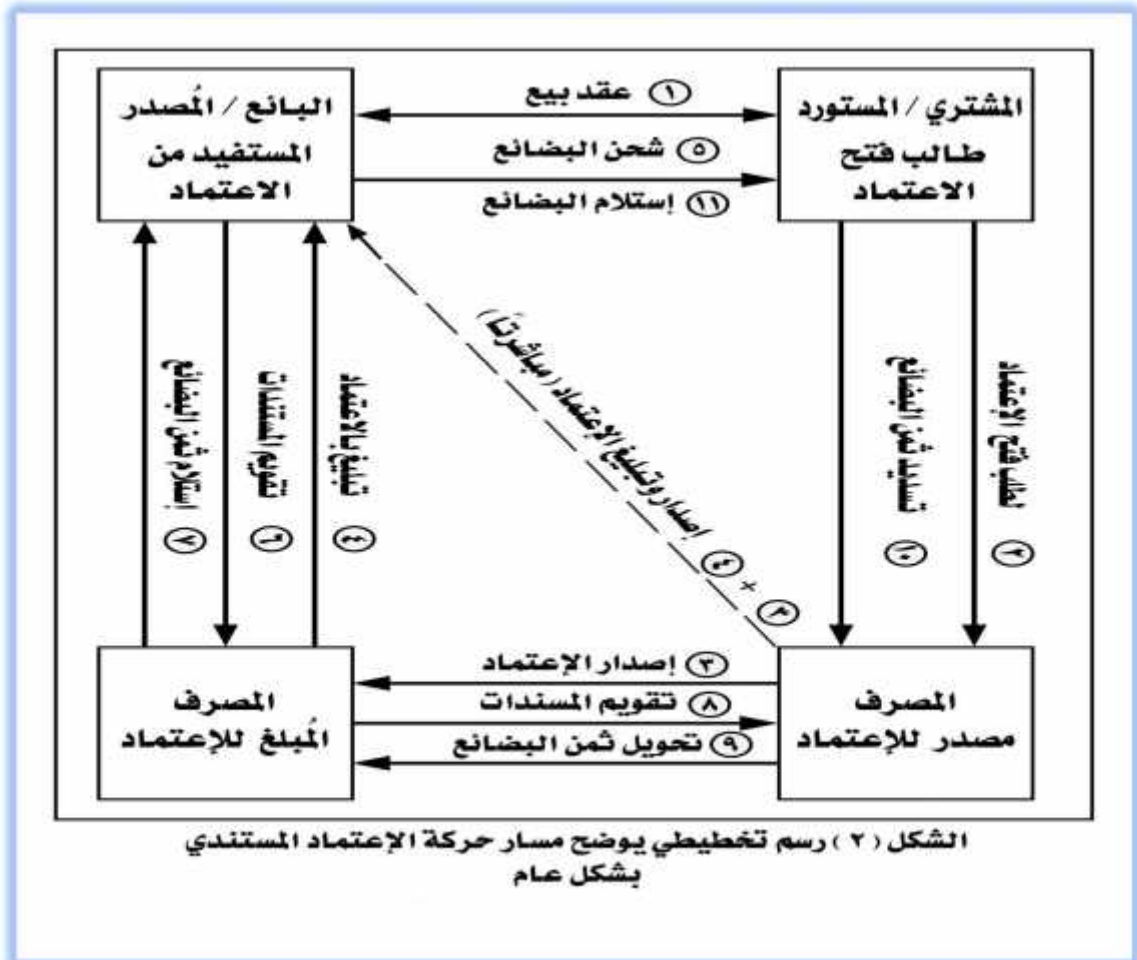 المشتري / المستورد
طالب فتح
الاعتماد
① عقد بيع
⑤ شحن البضائع
⑪ إستلام البضائع
البائع / المُصدر
المستفيد من
الاعتماد
② طلب فتح الإعتماد
⑩ تسديد ثمن البضائع
③ + ④ إصدار وتبليغ الإعتماد (مباشرتاً)
④ تبليغ بالاعتماد
⑥ تقويم المستندات
⑦ إستلام ثمن البضائع
المصرف
مصدر للإعتماد
③ إصدار الإعتماد
⑧ تقويم المسندات
⑨ تحويل ثمن البضائع
المصرف
المُبلغ للإعتماد
الشكل (٢) رسم تخطيطي يوضح مسار حركة الإعتماد المستندي
بشكل عام